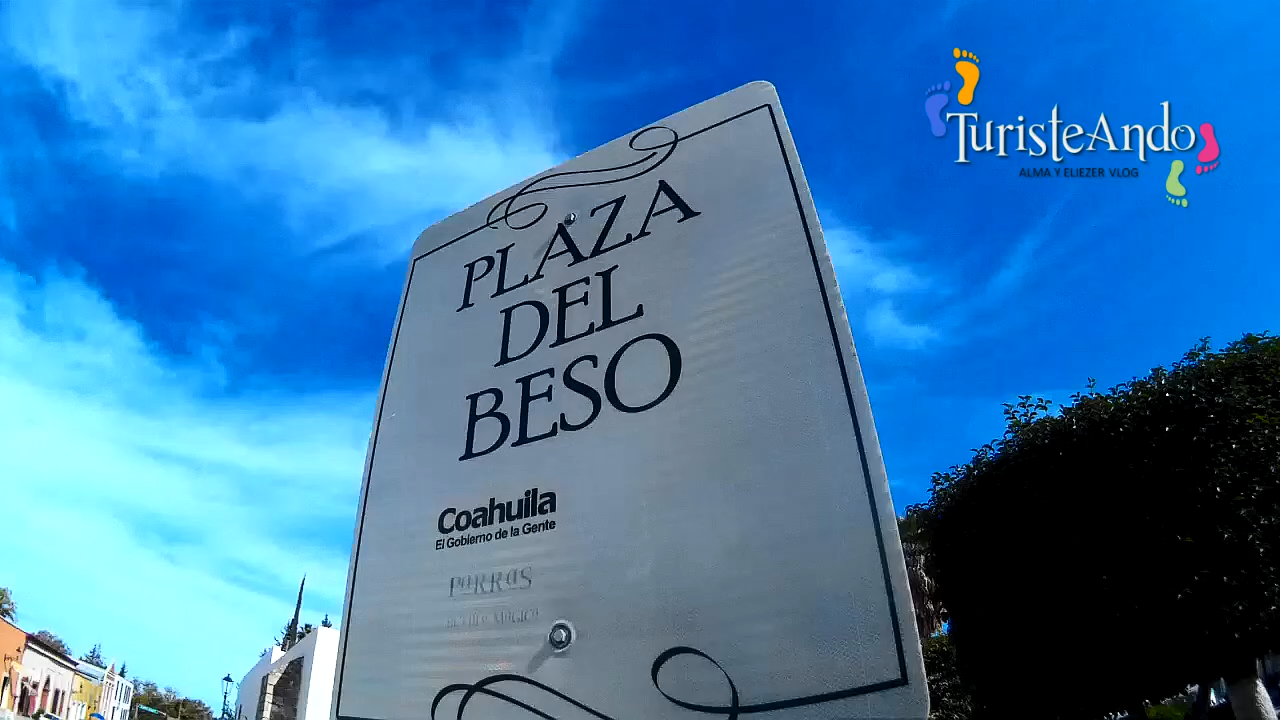 TuristeAndo
ALMA Y ELIEZER VLOG
PLAZA
DEL
BESO
Coahuila
El Gobierno de la Gente
PaRRaS